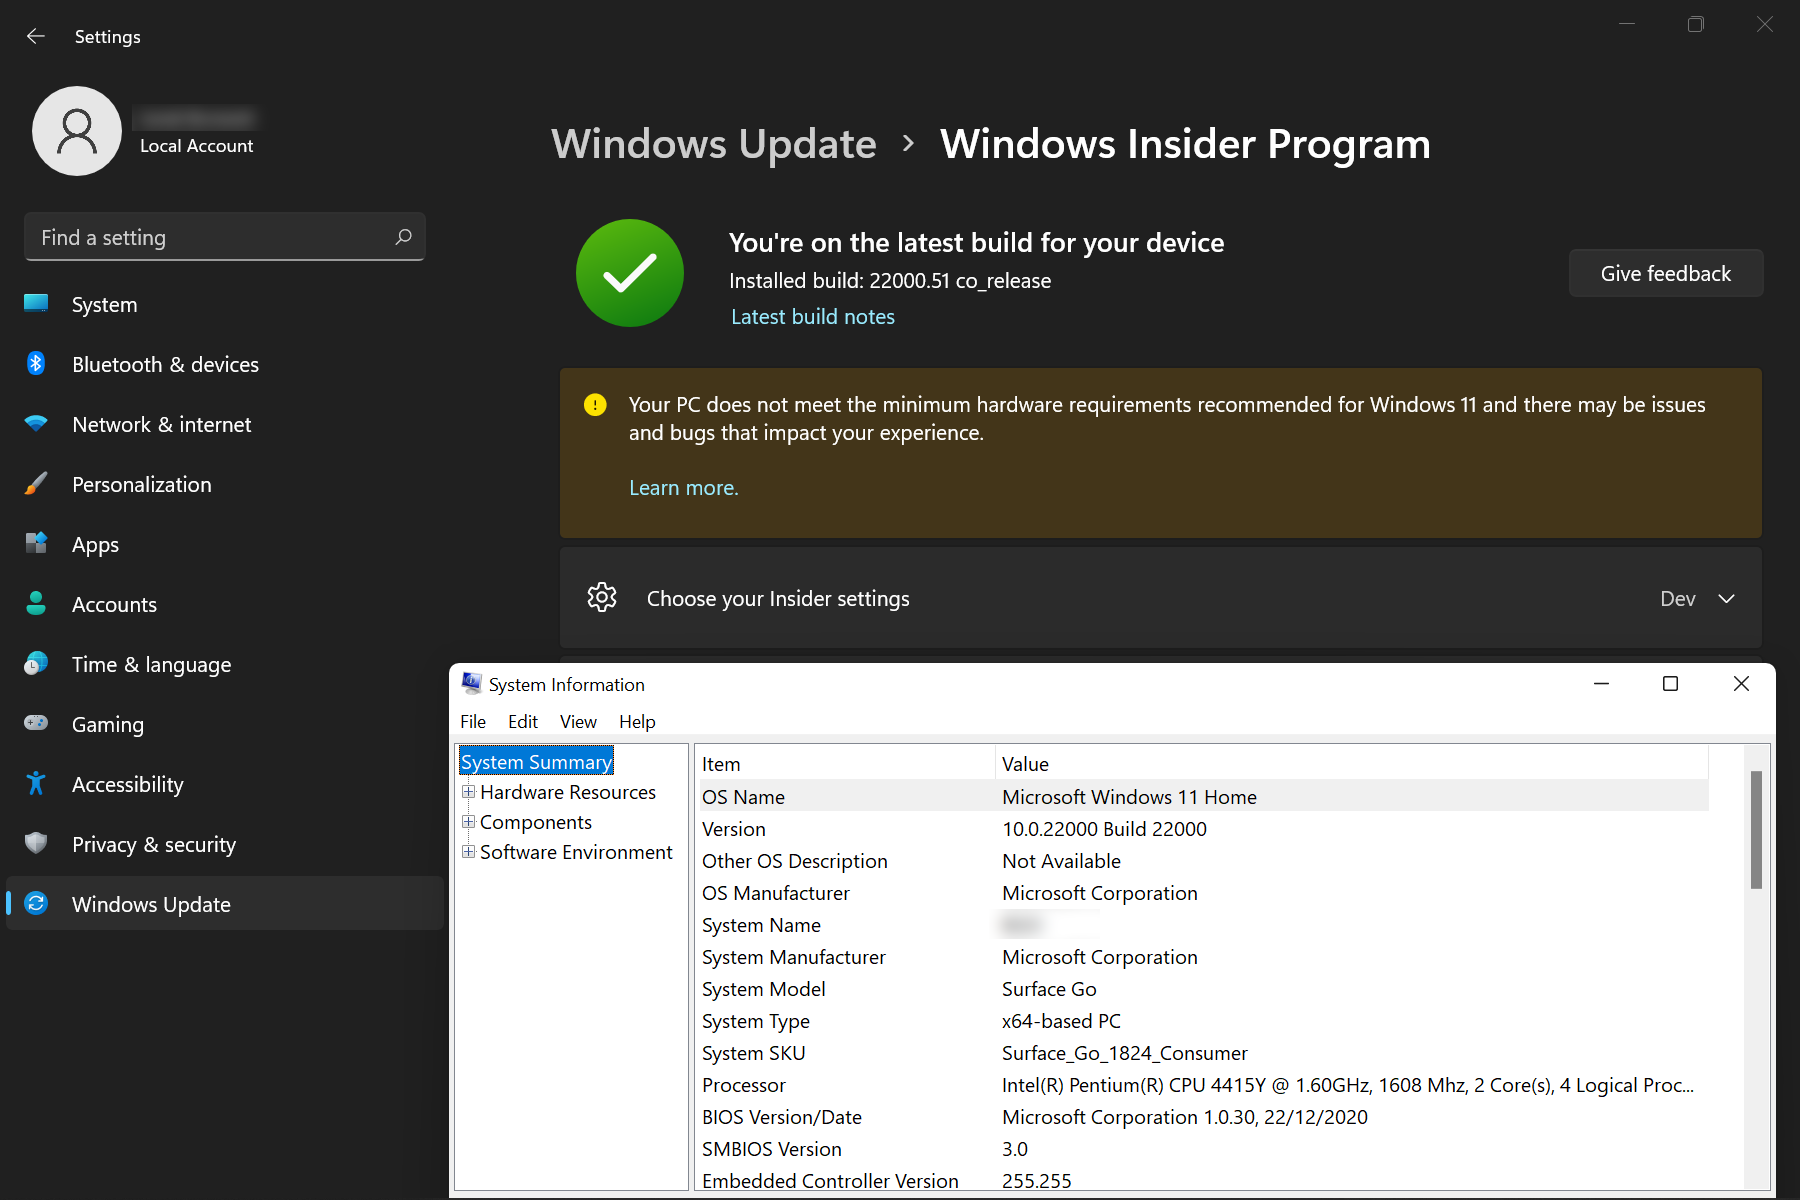 Settings
Local Account
Find a setting
System
Bluetooth & devices
Network & internet
Personalization
Apps
Accounts
Time & language
Gaming
Accessibility
Privacy & security
Windows Update
Windows Update › Windows Insider Program
You're on the latest build for your device
Installed build: 22000.51 co_release
Latest build notes
Give feedback
Your PC does not meet the minimum hardware requirements recommended for Windows 11 and there may be issues
and bugs that impact your experience.
Learn more.
Choose your Insider settings
Dev
System Information
File Edit View Help
System Summary
Hardware Resources
Components
Software Environment
Item Value
OS Name Microsoft Windows 11 Home
Version 10.0.22000 Build 22000
Other OS Description Not Available
OS Manufacturer Microsoft Corporation
System Name
System Manufacturer Microsoft Corporation
System Model Surface Go
System Type x64-based PC
System SKU Surface_Go_1824_Consumer
Processor Intel(R) Pentium(R) CPU 4415Y @ 1.60GHz, 1608 Mhz, 2 Core(s), 4 Logical Proc...
BIOS Version/Date Microsoft Corporation 1.0.30, 22/12/2020
SMBIOS Version 3.0
Embedded Controller Version 255.255